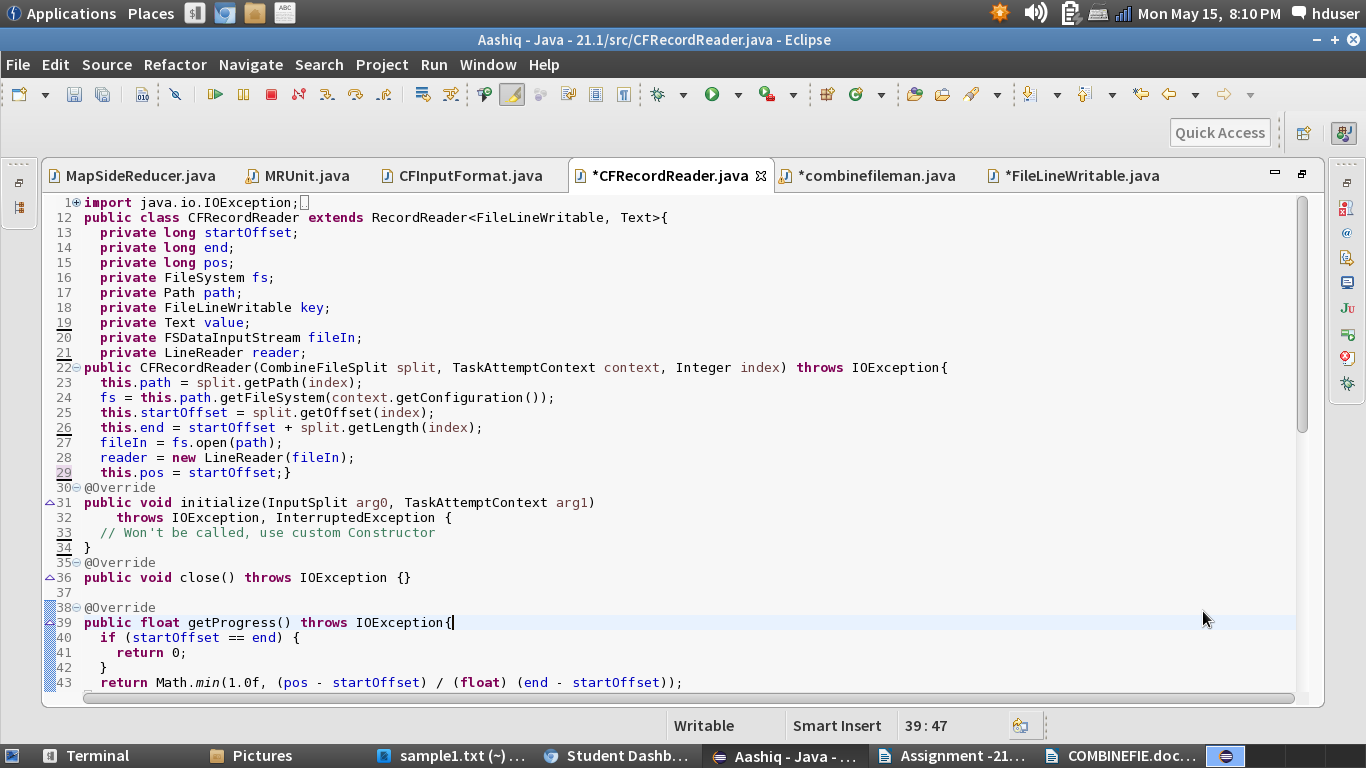 Applications Places Mon May 15, 8:10 PM hduser
Aashiq - Java - 21.1/src/CFRecordReader.java - Eclipse
File Edit Source Refactor Navigate Search Project Run Window Help
Quick Access
MapSideReducer.java MRUnit.java CFInputFormat.java *CFRecordReader.java *combinefileman.java *FileLineWritable.java
1 import java.io.IOException;
12 public class CFRecordReader extends RecordReader<FileLineWritable, Text>{
13 private long startOffset;
14 private long end;
15 private long pos;
16 private FileSystem fs;
17 private Path path;
18 private FileLineWritable key;
19 private Text value;
20 private FSDataInputStream fileIn;
21 private LineReader reader;
22 public CFRecordReader(CombineFileSplit split, TaskAttemptContext context, Integer index) throws IOException{
23 this.path = split.getPath(index);
24 fs = this.path.getFileSystem(context.getConfiguration());
25 this.startOffset = split.getOffset(index);
26 this.end = startOffset + split.getLength(index);
27 fileIn = fs.open(path);
28 reader = new LineReader(fileIn);
29 this.pos = startOffset;}
30 @Override
31 public void initialize(InputSplit arg0, TaskAttemptContext arg1)
32 throws IOException, InterruptedException {
33 // Won't be called, use custom Constructor
34 }
35 @Override
36 public void close() throws IOException {}
37
38 @Override
39 public float getProgress() throws IOException{
40 if (startOffset == end) {
41 return 0;
42 }
43 return Math.min(1.0f, (pos - startOffset) / (float) (end - startOffset));
Writable Smart Insert 39 : 47
Terminal Pictures sample1.txt (~) ... Student Dashb... Aashiq - Java - ... Assignment -21... COMBINEFIE.doc...